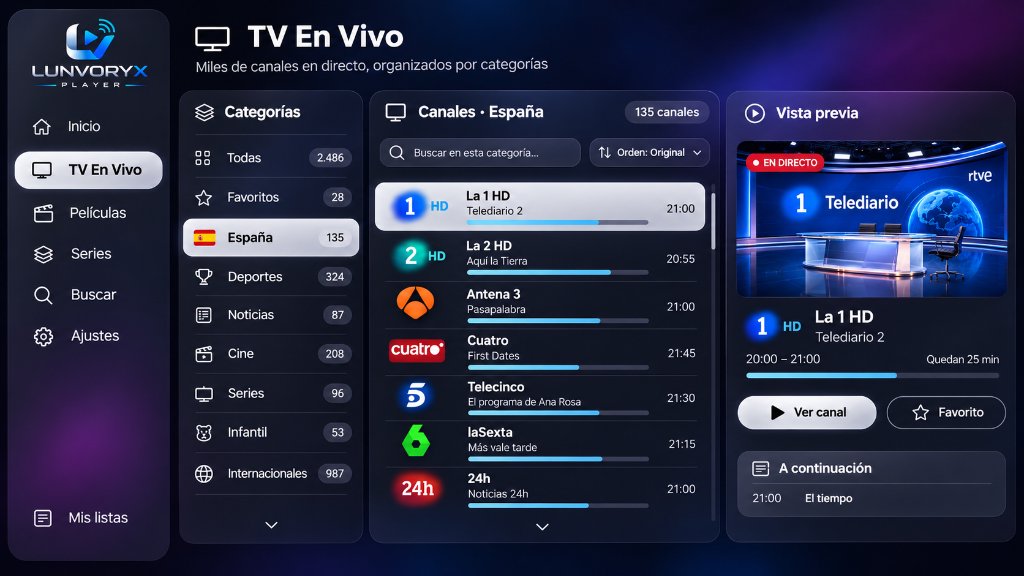 LUNVORYX
PLAYER
Inicio
TV En Vivo
Películas
Series
Buscar
Ajustes
Mis listas
TV En Vivo
Miles de canales en directo, organizados por categorías
Categorías
Todas 2.486
Favoritos 28
España 135
Deportes 324
Noticias 87
Cine 208
Series 96
Infantil 53
Internacionales 987
Canales · España 135 canales
Buscar en esta categoría... Orden: Original
1 HD La 1 HD
Telediario 2 21:00
2 HD La 2 HD
Aquí la Tierra 20:55
Antena 3
Pasapalabra 21:00
cuatro Cuatro
First Dates 21:45
5 Telecinco
El programa de Ana Rosa 21:30
6 laSexta
Más vale tarde 21:15
24h 24h
Noticias 24h 21:00
Vista previa
EN DIRECTO
rtve
1 Telediario
1 HD La 1 HD
Telediario 2
20:00 – 21:00 Quedan 25 min
Ver canal Favorito
A continuación
21:00 El tiempo